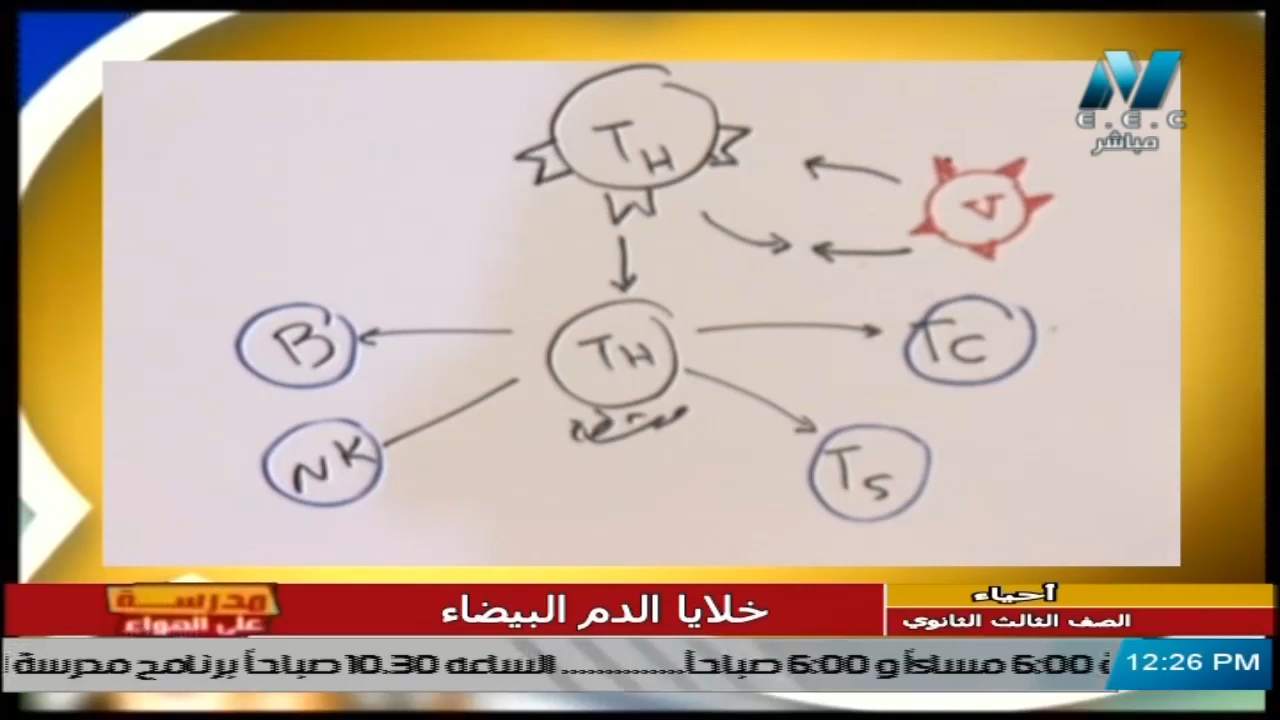 E.E.C
مباشر
TH
V
TH
B
TC
NK
TS
أحياء
مدرسة
على الهواء
خلايا الدم البيضاء
الصف الثالث الثانوي
6:00 مساءاً و 6:00 صباحاً............ الساعه 10.30 صباحاً برنامج مدرسة
12:26 PM